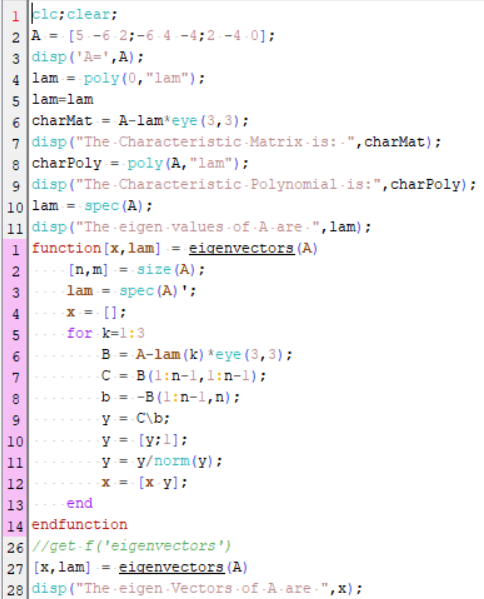 1 clc;clear;
2 A = [5 -6 2;-6 4 -4;2 -4 0];
3 disp('A=',A);
4 lam = poly(0,"lam");
5 lam=lam
6 charMat = A-lam*eye(3,3);
7 disp("The Characteristic Matrix is: ",charMat);
8 charPoly = poly(A,"lam");
9 disp("The Characteristic Polynomial is:",charPoly);
10 lam = spec(A);
11 disp("The eigen values of A are ",lam);
1 function[x,lam] = eigenvectors(A)
2 [n,m] = size(A);
3 lam = spec(A)';
4 x = [];
5 for k=1:3
6 B = A-lam(k)*eye(3,3);
7 C = B(1:n-1,1:n-1);
8 b = -B(1:n-1,n);
9 y = C\b;
10 y = [y;1];
11 y = y/norm(y);
12 x = [x y];
13 end
14 endfunction
26 //get f('eigenvectors')
27 [x,lam] = eigenvectors(A)
28 disp("The eigen Vectors of A are ",x);